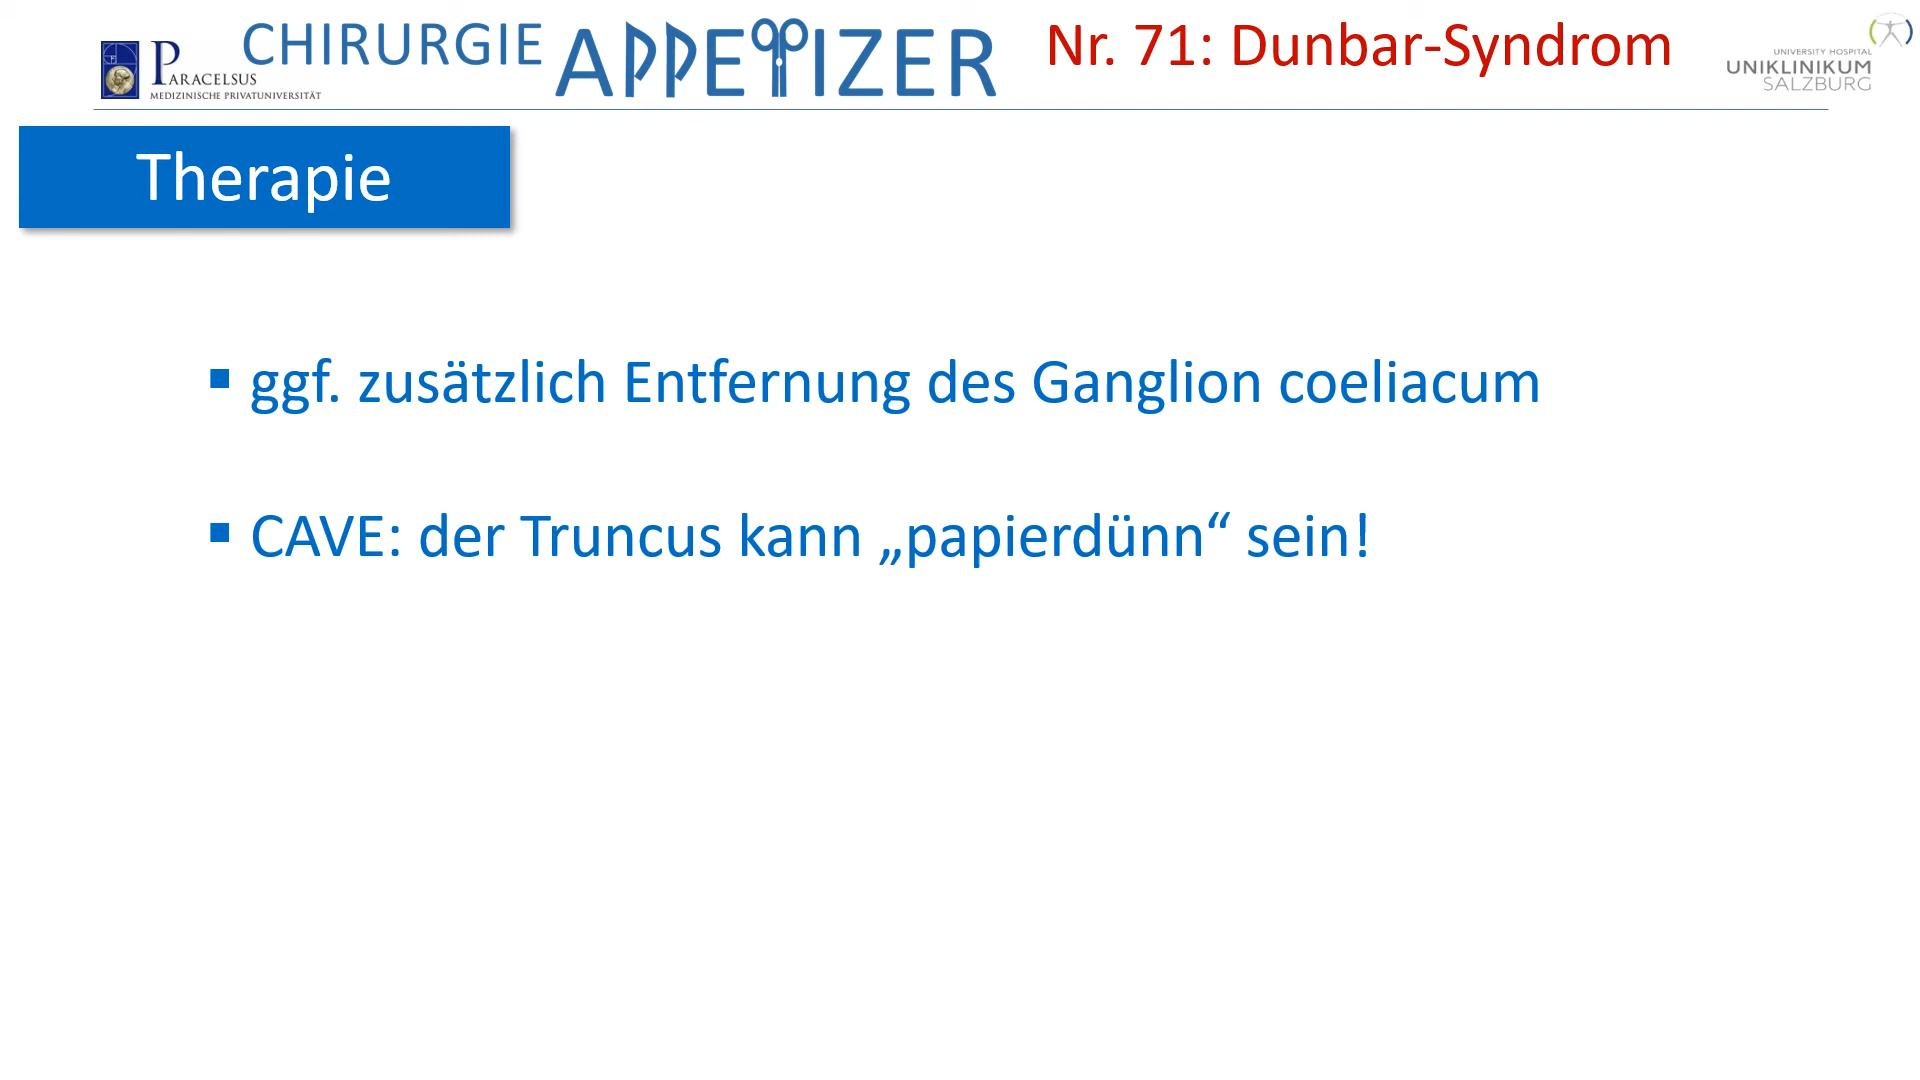 CHIRURGIE APPETIZER Nr. 71: Dunbar-Syndrom
PARACELSUS
MEDIZINISCHE PRIVATUNIVERSITÄT
UNIVERSITY HOSPITAL
UNIKLINIKUM
SALZBURG
Therapie
▪ ggf. zusätzlich Entfernung des Ganglion coeliacum
▪ CAVE: der Truncus kann „papierdünn“ sein!